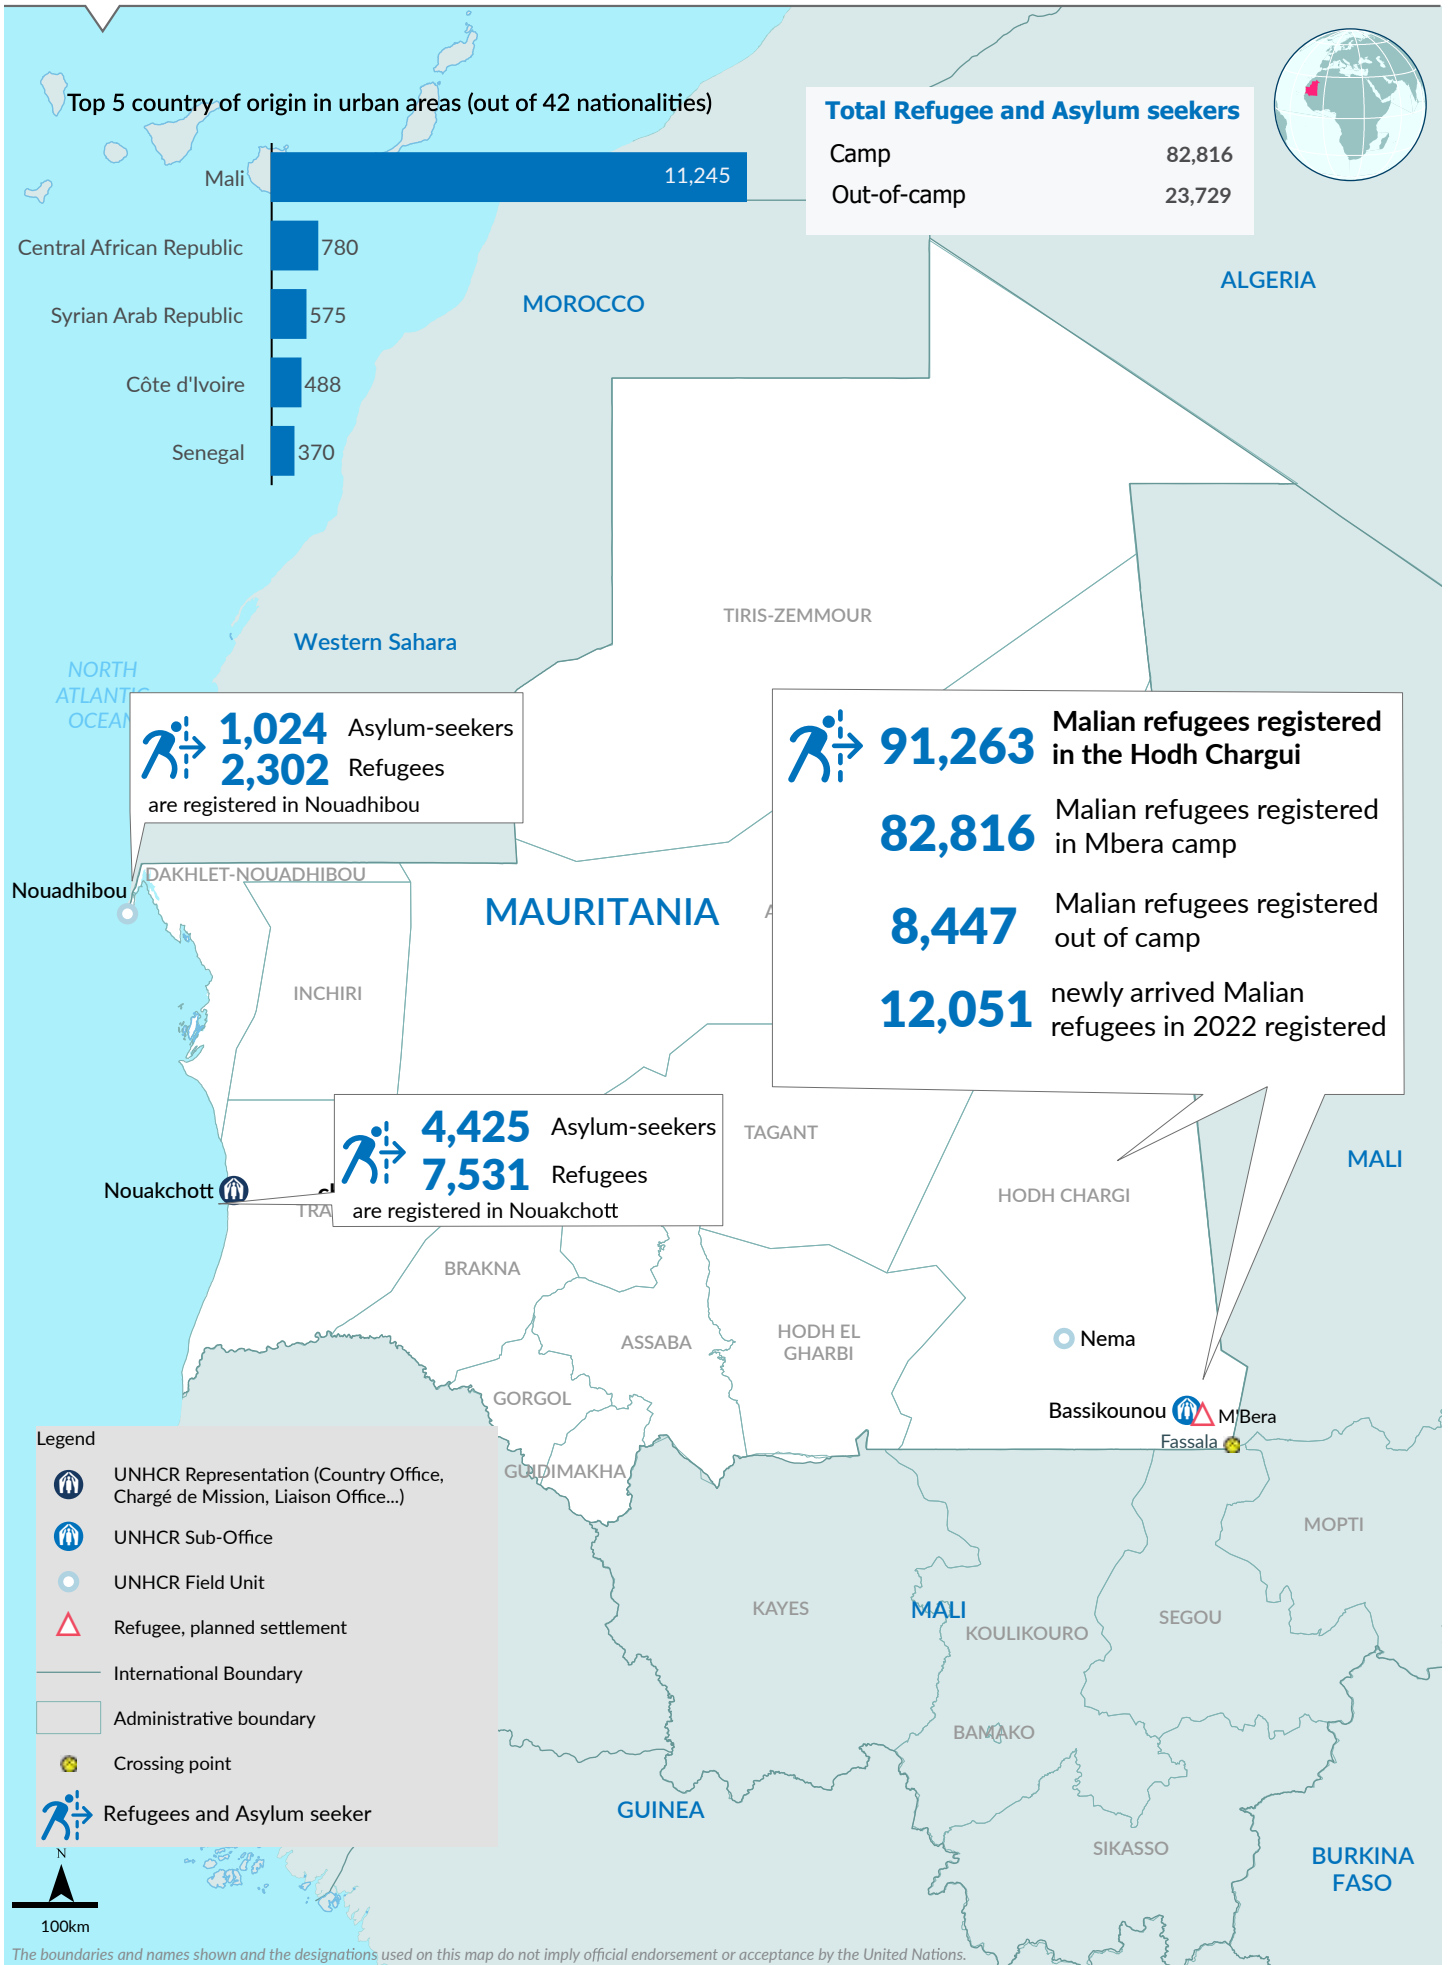 Top 5 country of origin in urban areas (out of 42 nationalities)
Mali 11,245
Central African Republic 780
Syrian Arab Republic 575
Côte d'Ivoire 488
Senegal 370
Total Refugee and Asylum seekers
Camp 82,816
Out-of-camp 23,729
MOROCCO
ALGERIA
TIRIS-ZEMMOUR
Western Sahara
NORTH
ATLANTIC
OCEAN
1,024 Asylum-seekers
2,302 Refugees
are registered in Nouadhibou
91,263 Malian refugees registered
in the Hodh Chargui
82,816 Malian refugees registered
in Mbera camp
8,447 Malian refugees registered
out of camp
12,051 newly arrived Malian
refugees in 2022 registered
DAKHLET-NOUADHIBOU
Nouadhibou
MAURITANIA
INCHIRI
4,425 Asylum-seekers
7,531 Refugees
are registered in Nouakchott
TAGANT
MALI
Nouakchott
TRA
HODH CHARGI
BRAKNA
ASSABA
HODH EL
GHARBI
Nema
GORGOL
Bassikounou
M'Bera
Fassala
GUIDIMAKHA
MOPTI
KAYES
MALI
KOULIKOURO
SEGOU
BAMAKO
GUINEA
SIKASSO
BURKINA
FASO
Legend
UNHCR Representation (Country Office,
Chargé de Mission, Liaison Office...)
UNHCR Sub-Office
UNHCR Field Unit
Refugee, planned settlement
International Boundary
Administrative boundary
Crossing point
Refugees and Asylum seeker
N
100km
The boundaries and names shown and the designations used on this map do not imply official endorsement or acceptance by the United Nations.